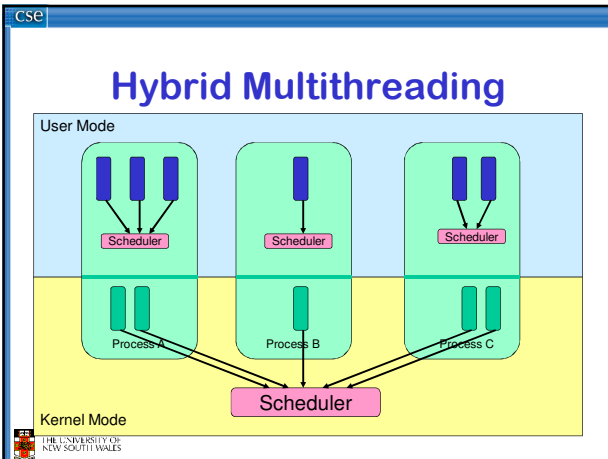 cse
Hybrid Multithreading
User Mode
Scheduler
Scheduler
Scheduler
Process A
Process B
Process C
Scheduler
Kernel Mode
THE UNIVERSITY OF
NEW SOUTH WALES